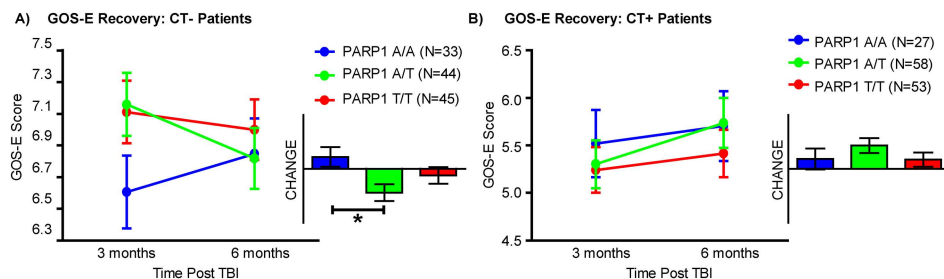 A) GOS-E Recovery: CT- Patients
7.5
7.3
7.1
6.9
6.7
6.5
6.3
GOS-E Score
3 months 6 months
Time Post TBI
PARP1 A/A (N=33)
PARP1 A/T (N=44)
PARP1 T/T (N=45)
CHANGE
*
B) GOS-E Recovery: CT+ Patients
6.5
6.0
5.5
5.0
4.5
GOS-E Score
3 months 6 months
Time Post TBI
PARP1 A/A (N=27)
PARP1 A/T (N=58)
PARP1 T/T (N=53)
CHANGE